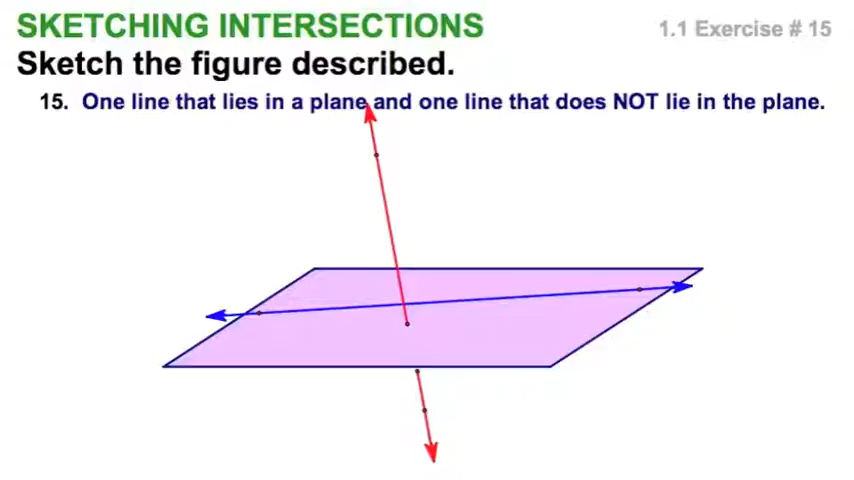 SKETCHING INTERSECTIONS
1.1 Exercise # 15
Sketch the figure described.
15. One line that lies in a plane and one line that does NOT lie in the plane.